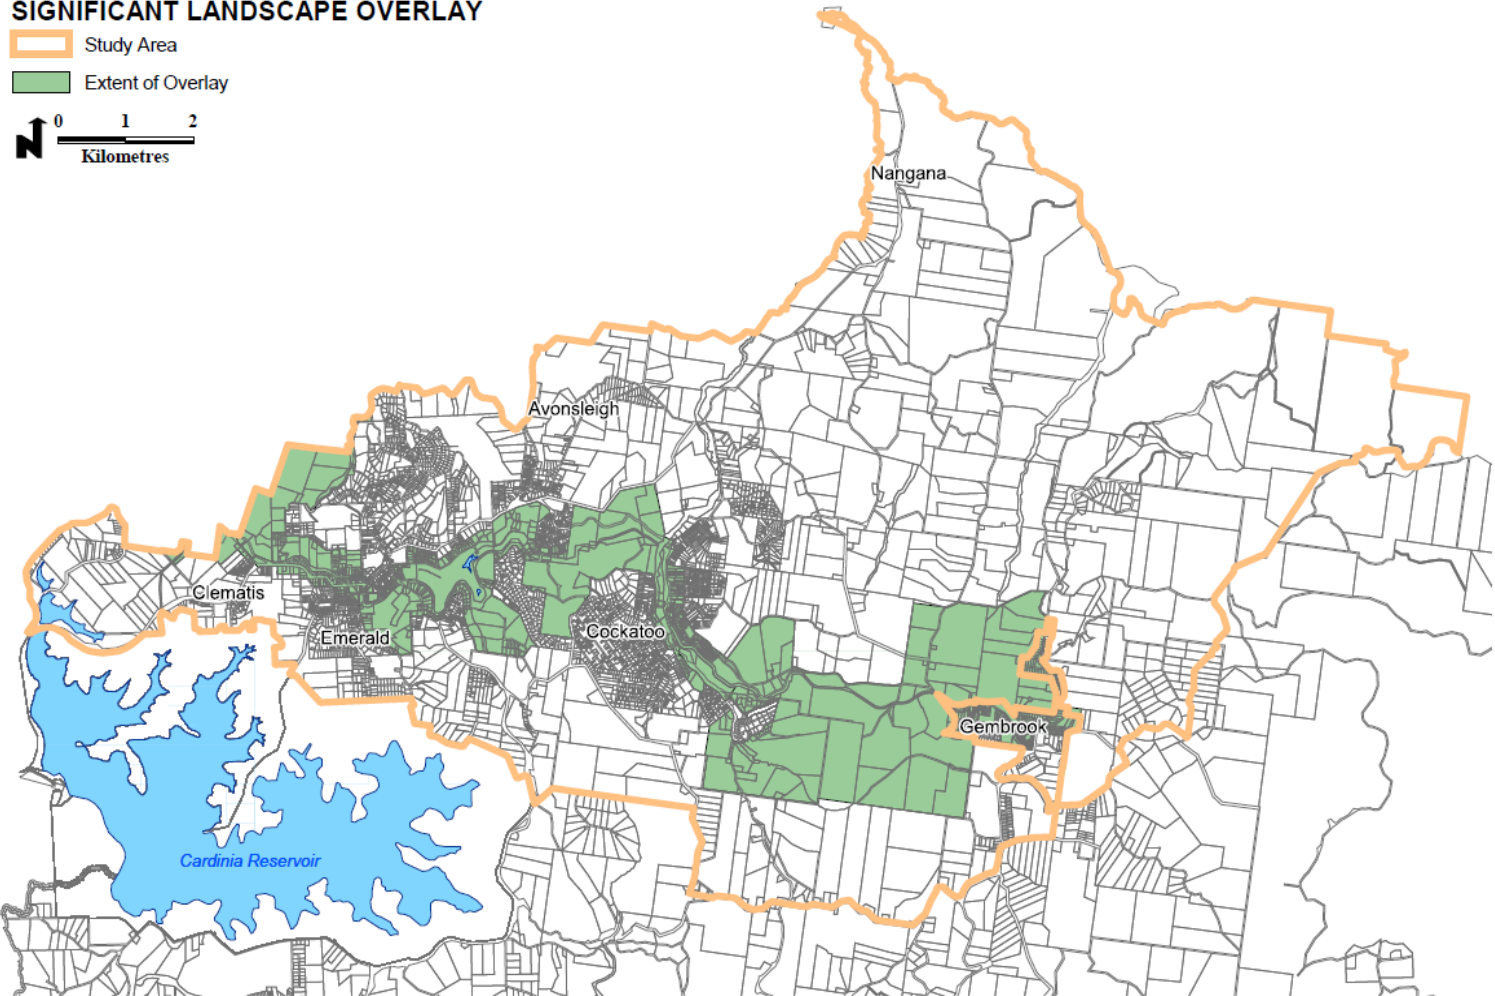 SIGNIFICANT LANDSCAPE OVERLAY
Study Area
Extent of Overlay
N
0 1 2
Kilometres
Nangana
Avonsleigh
Clematis
Emerald
Cockatoo
Gembrook
Cardinia Reservoir